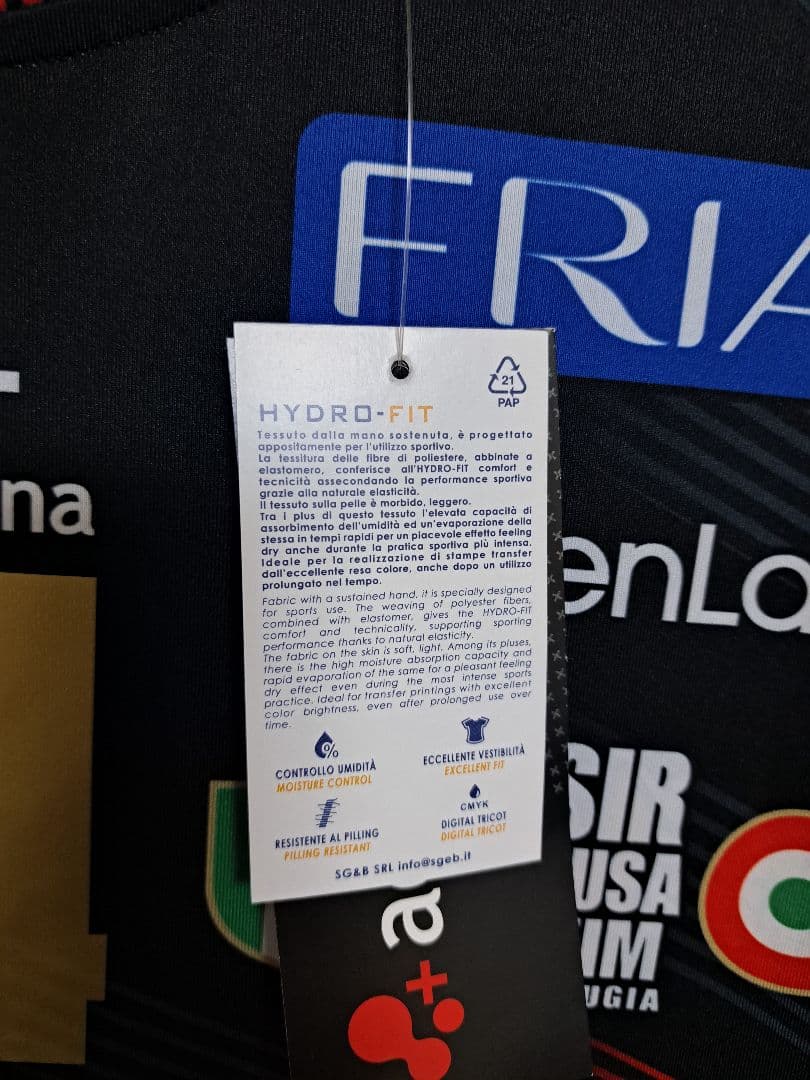 FRIA
21
PAP
HYDRO-FIT
Tessuto dalla mano sostenuta, è progettato
appositamente per l'utilizzo sportivo.
La tessitura delle fibre di poliestere, abbinate a
elastomero, conferisce all'HYDRO-FIT comfort e
tecnicità assecondando la performance sportiva
grazie alla naturale elasticità.
Il tessuto sulla pelle è morbido, leggero.
Tra i plus di questo tessuto l'elevata capacità di
assorbimento dell'umidità ed un'evaporazione della
stessa in tempi rapidi per un piacevole effetto feeling
dry anche durante la pratica sportiva più intensa.
Ideale per la realizzazione di stampe transfer
dall'eccellente resa colore, anche dopo un utilizzo
prolungato nel tempo.
Fabric with a sustained hand, it is specially designed
for sports use. The weaving of polyester fibers,
combined with elastomer, gives the HYDRO-FIT
comfort and technicality, supporting sporting
performance thanks to natural elasticity.
The fabric on the skin is soft, light. Among its pluses,
there is the high moisture absorption capacity and
rapid evaporation of the same for a pleasant feeling
dry effect even during the most intense sports
practice. Ideal for transfer printings with excellent
color brightness, even after prolonged use over
time.
%
CONTROLLO UMIDITÀ
MOISTURE CONTROL
ECCELLENTE VESTIBILITÀ
EXCELLENT FIT
RESISTENTE AL PILLING
PILLING RESISTANT
CMYK
DIGITAL TRICOT
DIGITAL TRICOT
SG&B SRL info@sgeb.it
na
enLa
SIR
USA
IM
UGIA
a